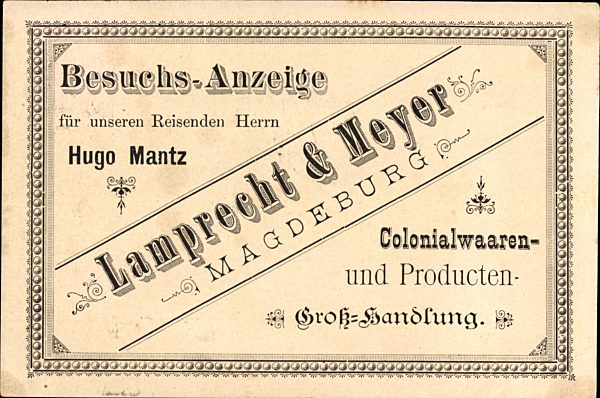 Besuchs-Anzeige
für unseren Reisenden Herrn
Hugo Mantz
Lamprecht & Meyer
MAGDEBURG
Colonialwaaren-
und Producten-
Groß-Handlung.